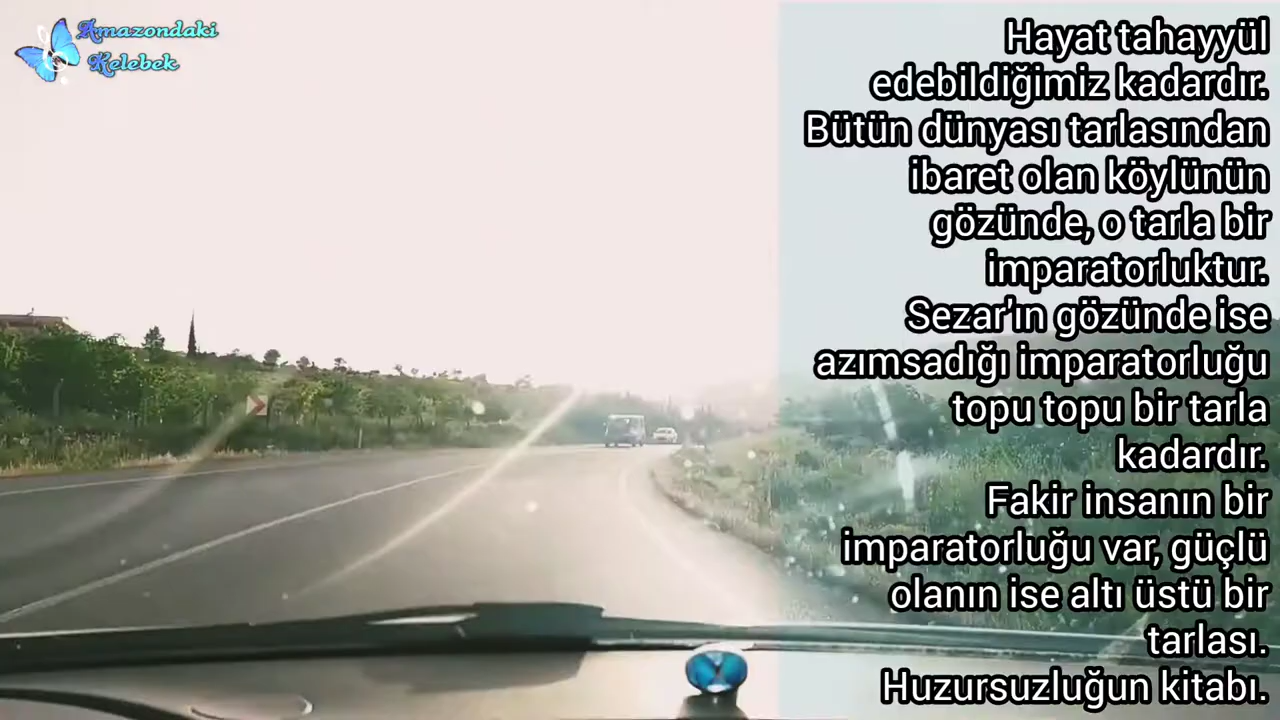 Amazondaki
Kelebek
Hayat tahayyül
edebildiğimiz kadardır.
Bütün dünyası tarlasından
ibaret olan köylünün
gözünde, o tarla bir
imparatorluktur.
Sezar'ın gözünde ise
azımsadığı imparatorluğu
topu topu bir tarla
kadardır.
Fakir insanın bir
imparatorluğu var, güçlü
olanın ise altı üstü bir
tarlası.
Huzursuzluğun kitabı.